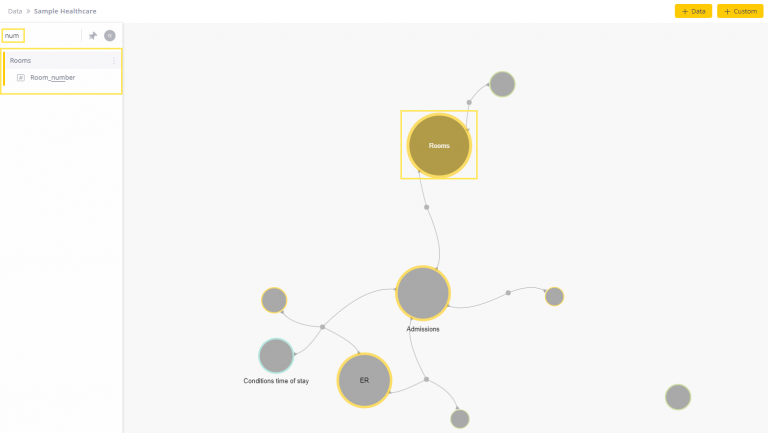 Data > Sample Healthcare
+ Data
+ Custom
num
Rooms
# Room_number
Rooms
Admissions
Conditions time of stay
ER